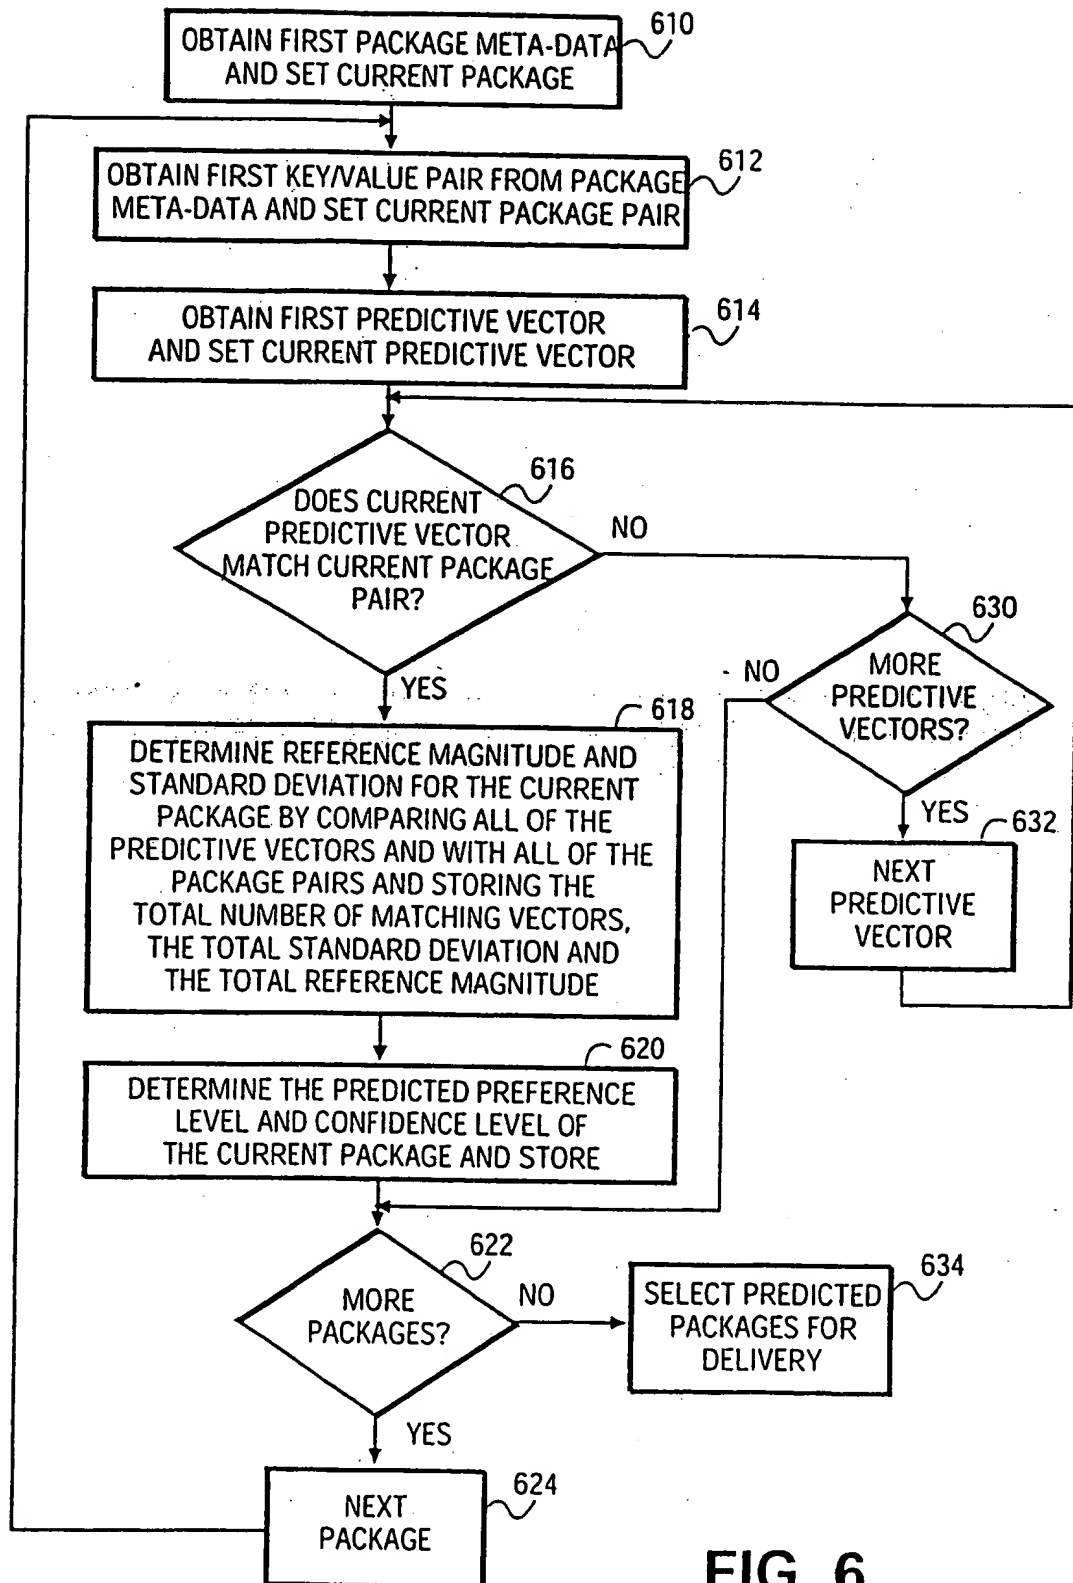 OBTAIN FIRST PACKAGE META-DATA
AND SET CURRENT PACKAGE
610
OBTAIN FIRST KEY/VALUE PAIR FROM PACKAGE
META-DATA AND SET CURRENT PACKAGE PAIR
612
OBTAIN FIRST PREDICTIVE VECTOR
AND SET CURRENT PREDICTIVE VECTOR
614
DOES CURRENT
PREDICTIVE VECTOR
MATCH CURRENT PACKAGE
PAIR?
616
NO
YES
630
MORE
PREDICTIVE
VECTORS?
NO
YES
632
NEXT
PREDICTIVE
VECTOR
618
DETERMINE REFERENCE MAGNITUDE AND
STANDARD DEVIATION FOR THE CURRENT
PACKAGE BY COMPARING ALL OF THE
PREDICTIVE VECTORS AND WITH ALL OF THE
PACKAGE PAIRS AND STORING THE
TOTAL NUMBER OF MATCHING VECTORS,
THE TOTAL STANDARD DEVIATION AND
THE TOTAL REFERENCE MAGNITUDE
620
DETERMINE THE PREDICTED PREFERENCE
LEVEL AND CONFIDENCE LEVEL OF
THE CURRENT PACKAGE AND STORE
622
MORE
PACKAGES?
NO
YES
634
SELECT PREDICTED
PACKAGES FOR
DELIVERY
624
NEXT
PACKAGE
FIG. 6